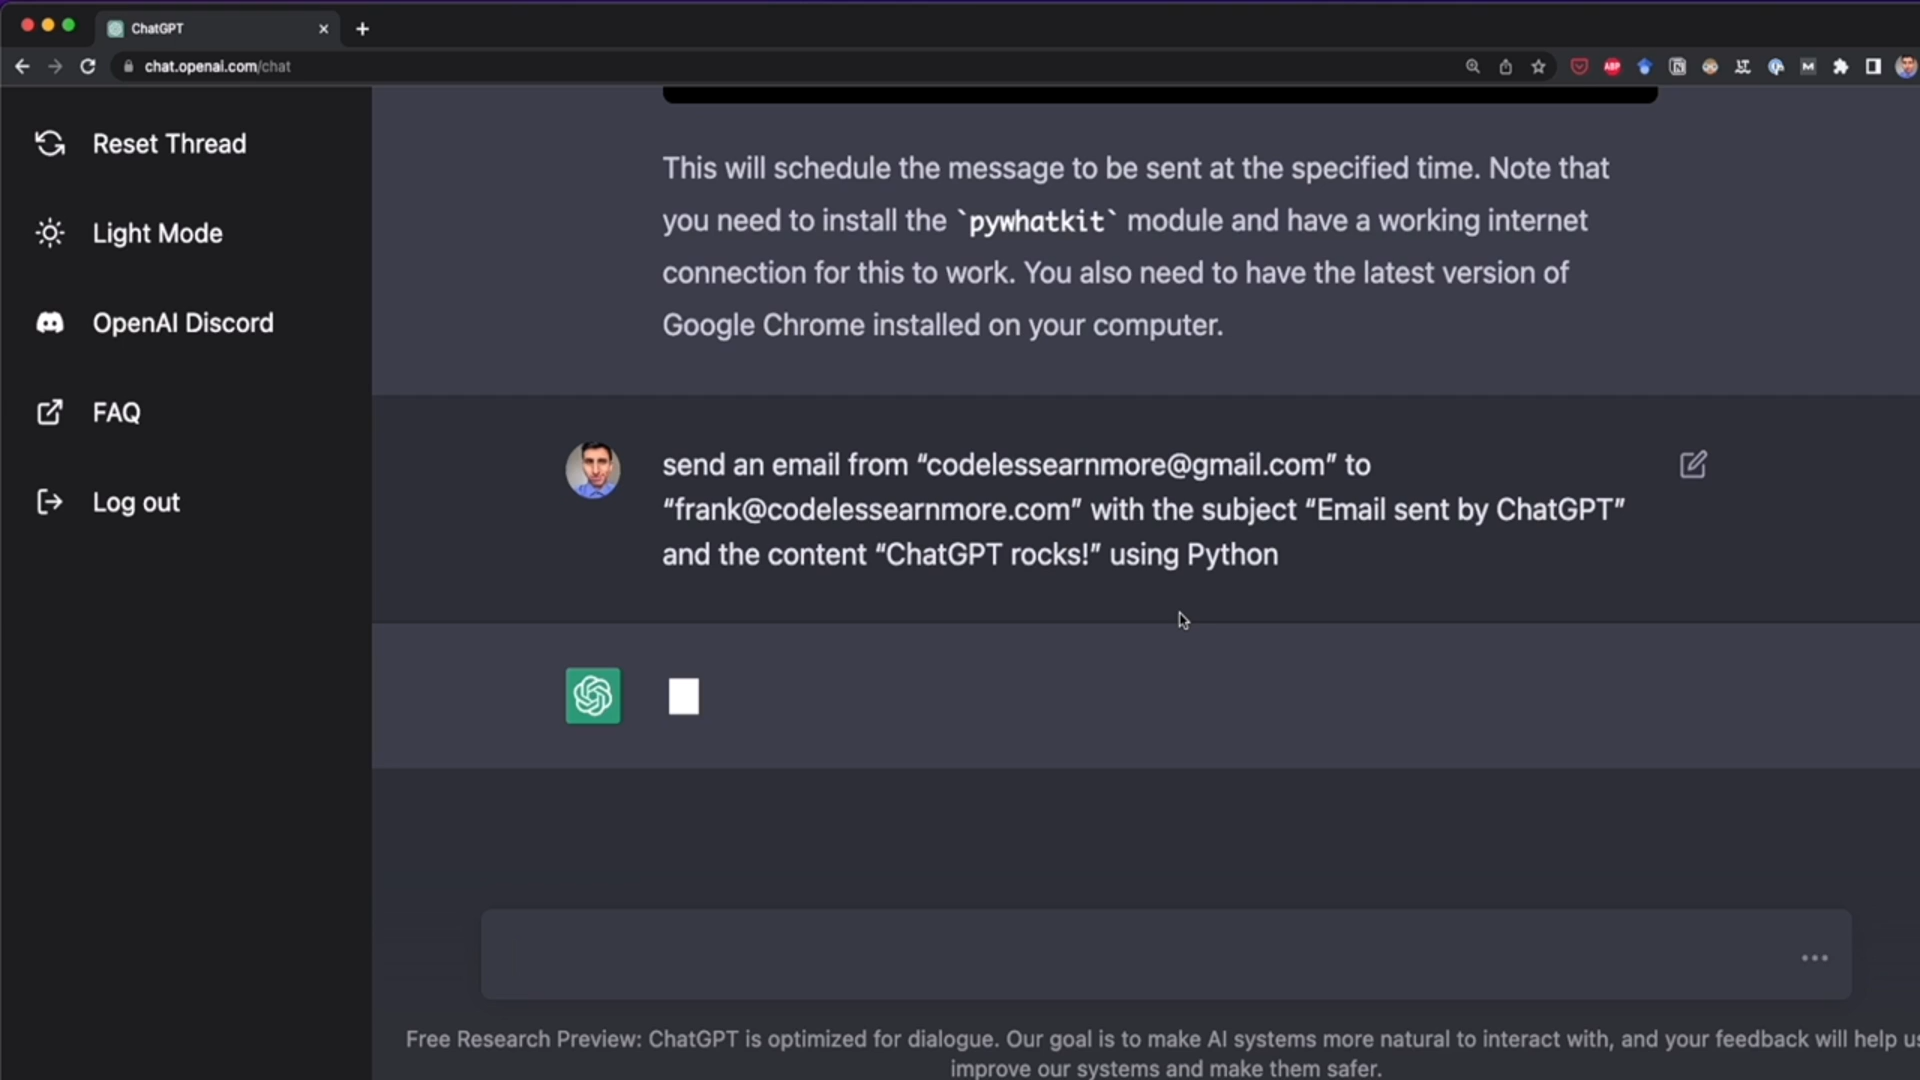 ChatGPT
chat.openai.com/chat
ABP
Reset Thread
Light Mode
OpenAI Discord
FAQ
Log out
This will schedule the message to be sent at the specified time. Note that
you need to install the `pywhatkit` module and have a working internet
connection for this to work. You also need to have the latest version of
Google Chrome installed on your computer.
send an email from “codelessearnmore@gmail.com” to
“frank@codelessearnmore.com” with the subject “Email sent by ChatGPT”
and the content “ChatGPT rocks!” using Python
Free Research Preview: ChatGPT is optimized for dialogue. Our goal is to make AI systems more natural to interact with, and your feedback will help us
improve our systems and make them safer.